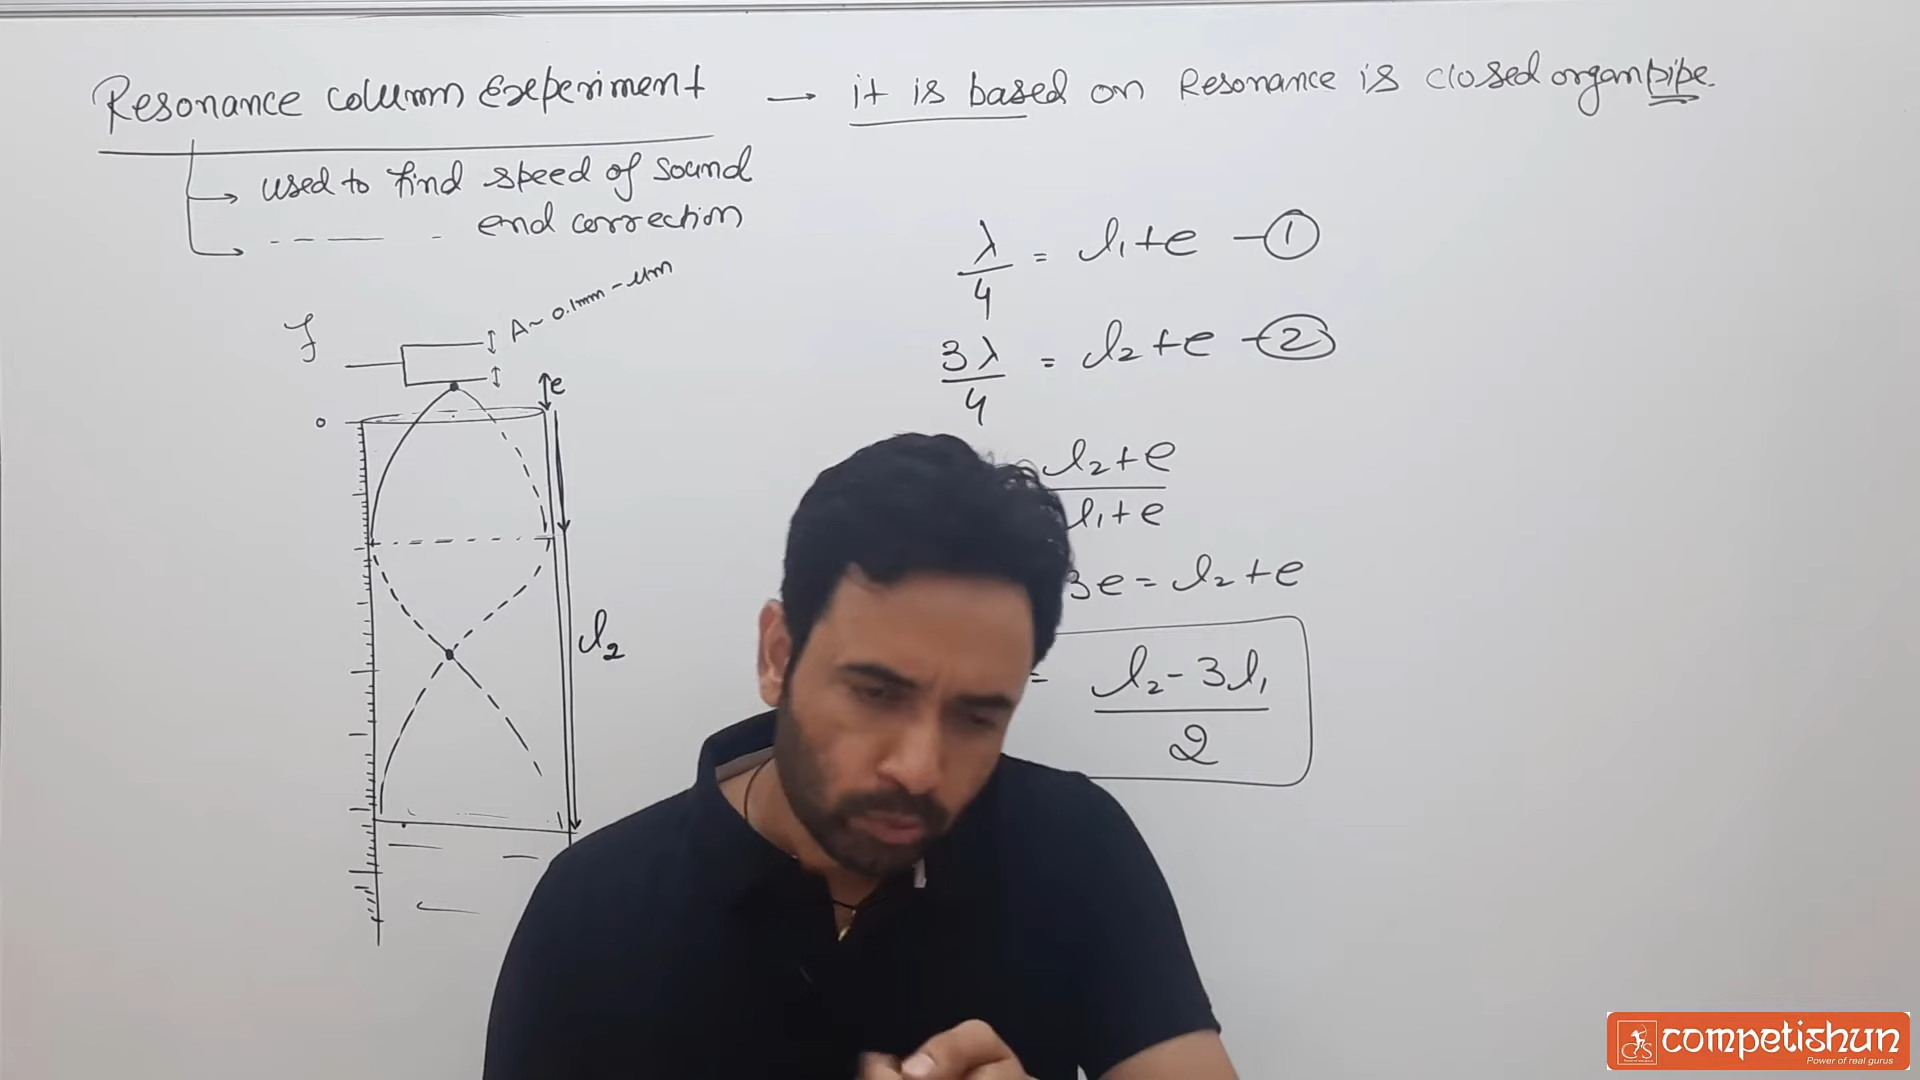 Resonance column Experiment → it is based on Resonance is closed organ pipe.
used to find speed of sound
end correction
f
A ~ 0.1mm - μm
e
0
l₂
λ/4 = l₁ + e - ①
3λ/4 = l₂ + e - ②
l₂ + e / l₁ + e
3e = l₂ + e
= l₂ - 3l₁ / 2
competishun
Power of real gurus